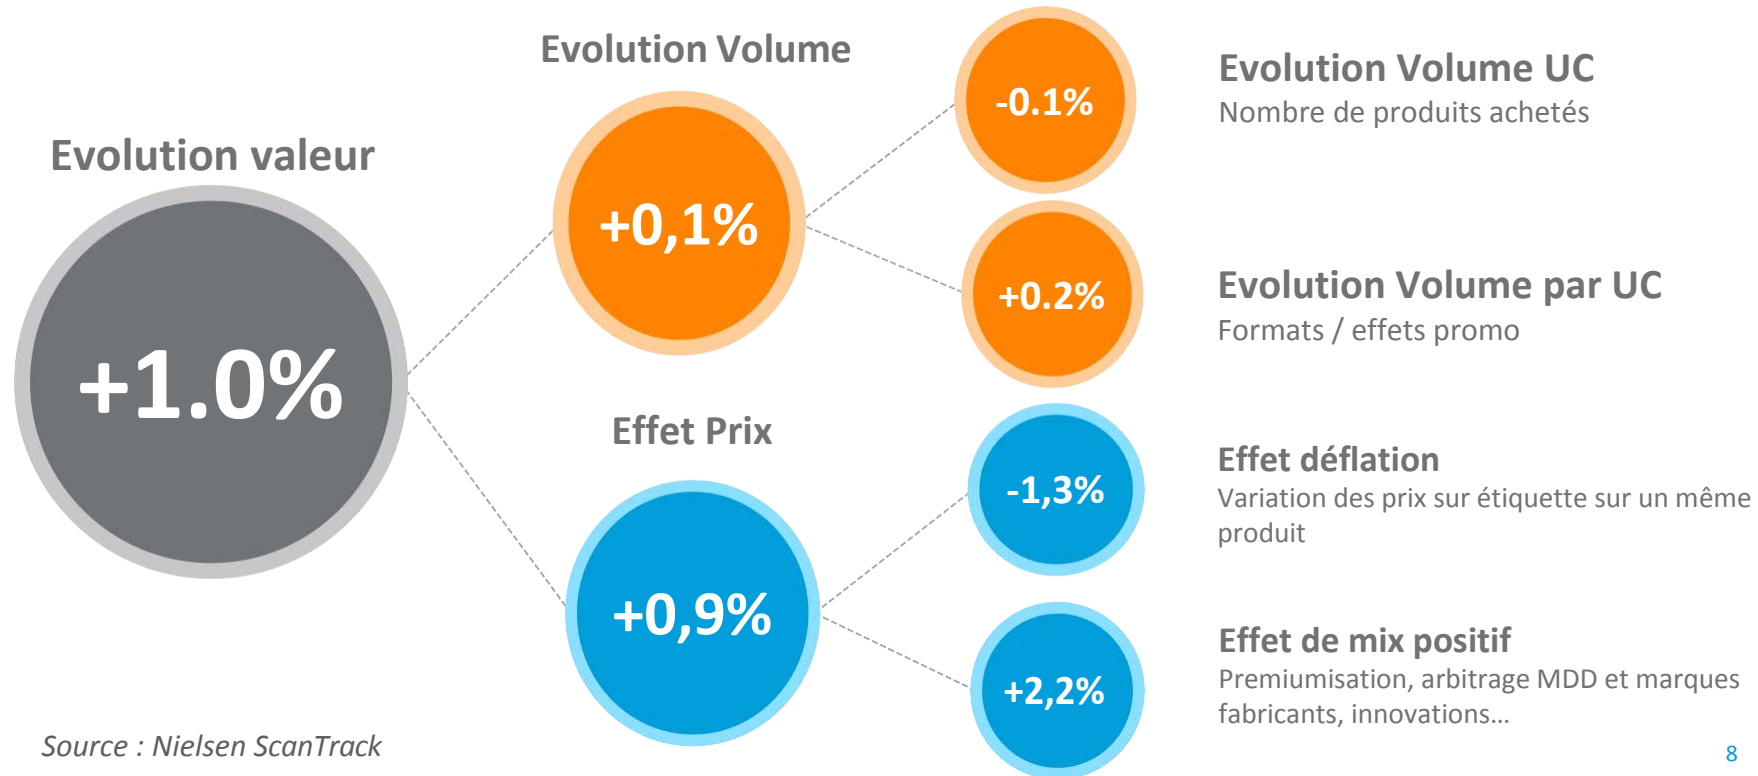 Evolution valeur
+1.0%
Evolution Volume
+0,1%
-0.1%
Evolution Volume UC
Nombre de produits achetés
+0.2%
Evolution Volume par UC
Formats / effets promo
Effet Prix
+0,9%
-1,3%
Effet déflation
Variation des prix sur étiquette sur un même
produit
+2,2%
Effet de mix positif
Premiumisation, arbitrage MDD et marques
fabricants, innovations…
Source : Nielsen ScanTrack
8